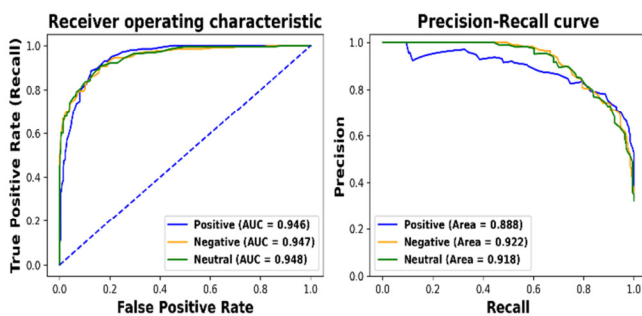 Receiver operating characteristic
True Positive Rate (Recall)
1.0
0.8
0.6
0.4
0.2
0.0
Positive (AUC = 0.946)
Negative (AUC = 0.947)
Neutral (AUC = 0.948)
0.0 0.2 0.4 0.6 0.8 1.0
False Positive Rate
Precision-Recall curve
Precision
1.0
0.8
0.6
0.4
0.2
0.0
Positive (Area = 0.888)
Negative (Area = 0.922)
Neutral (Area = 0.918)
0.0 0.2 0.4 0.6 0.8 1.0
Recall